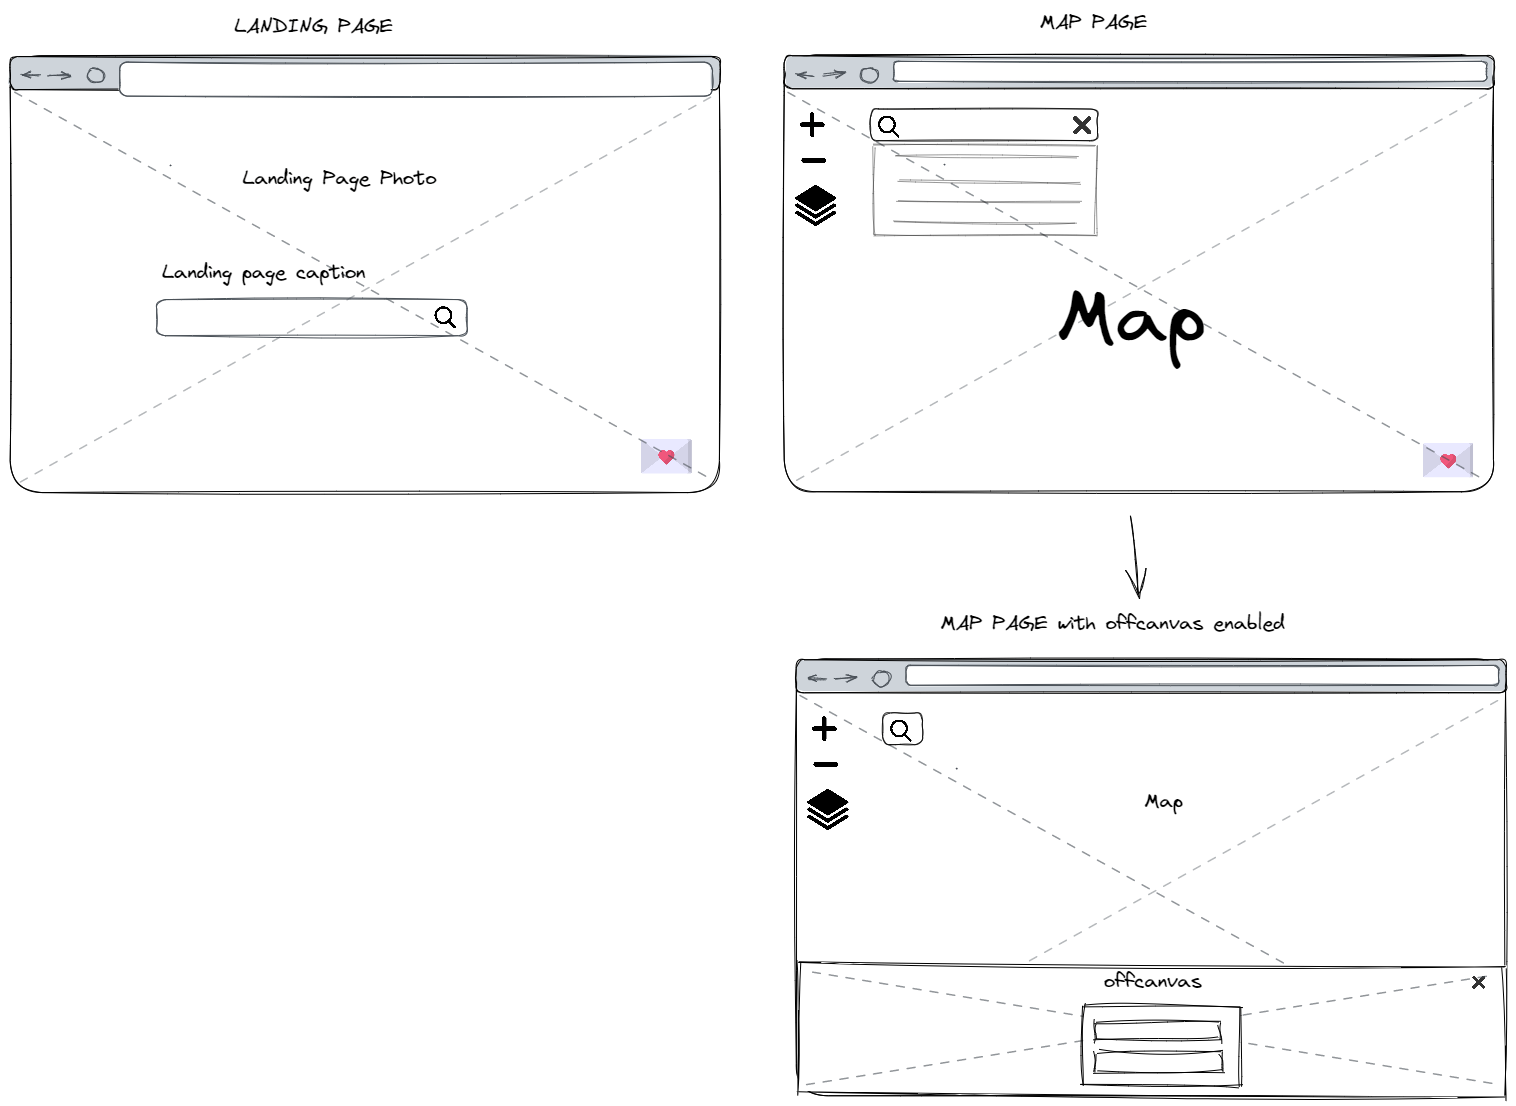 LANDING PAGE
Landing Page Photo
Landing page caption
MAP PAGE
Map
MAP PAGE with offcanvas enabled
Map
offcanvas